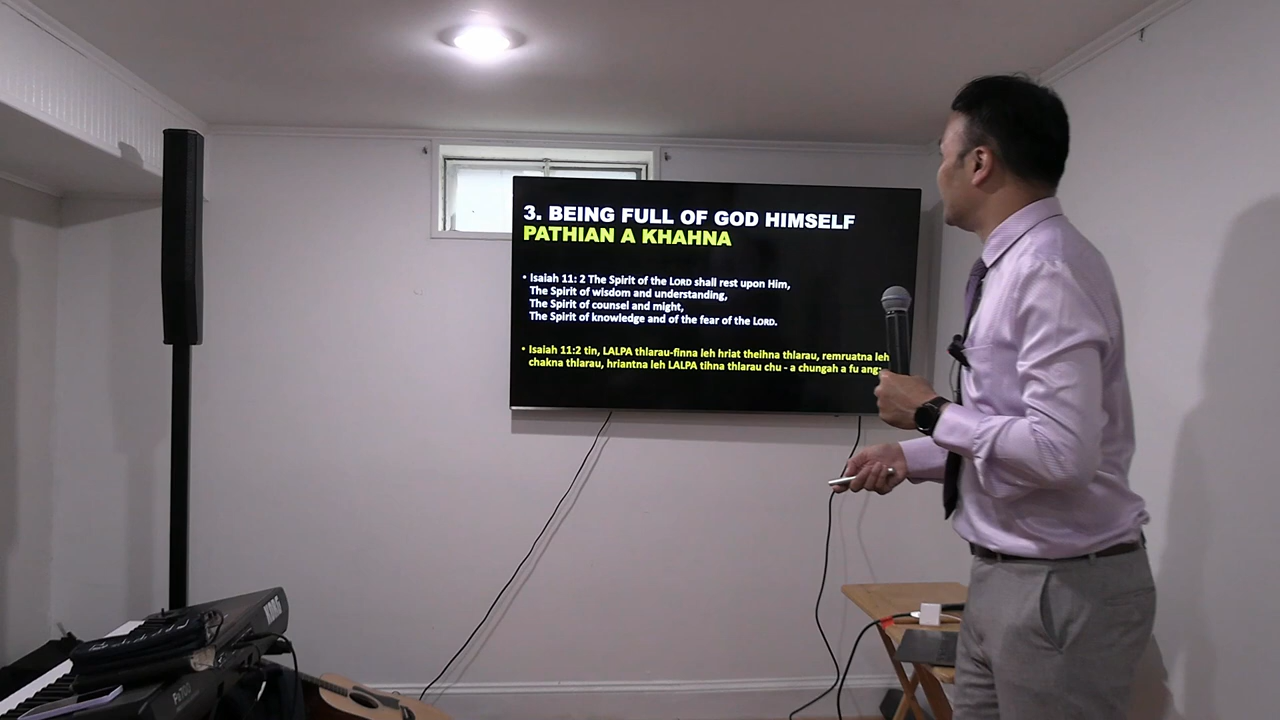 3. BEING FULL OF GOD HIMSELF
PATHIAN A KHAHNA
• Isaiah 11: 2 The Spirit of the LORD shall rest upon Him,
The Spirit of wisdom and understanding,
The Spirit of counsel and might,
The Spirit of knowledge and of the fear of the LORD.
• Isaiah 11:2 tin, LALPA thlarau-finna leh hriat theihna thlarau, remruatna leh
chakna thlarau, hriantna leh LALPA tihna thlarau chu - a chungah a fu ang;
KORG
Pa700